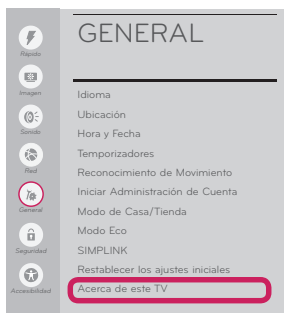 GENERAL
Rápido
Imagen
Sonido
Red
General
Seguridad
Accesibilidad
Idioma
Ubicación
Hora y Fecha
Temporizadores
Reconocimiento de Movimiento
Iniciar Administración de Cuenta
Modo de Casa/Tienda
Modo Eco
SIMPLINK
Restablecer los ajustes iniciales
Acerca de este TV